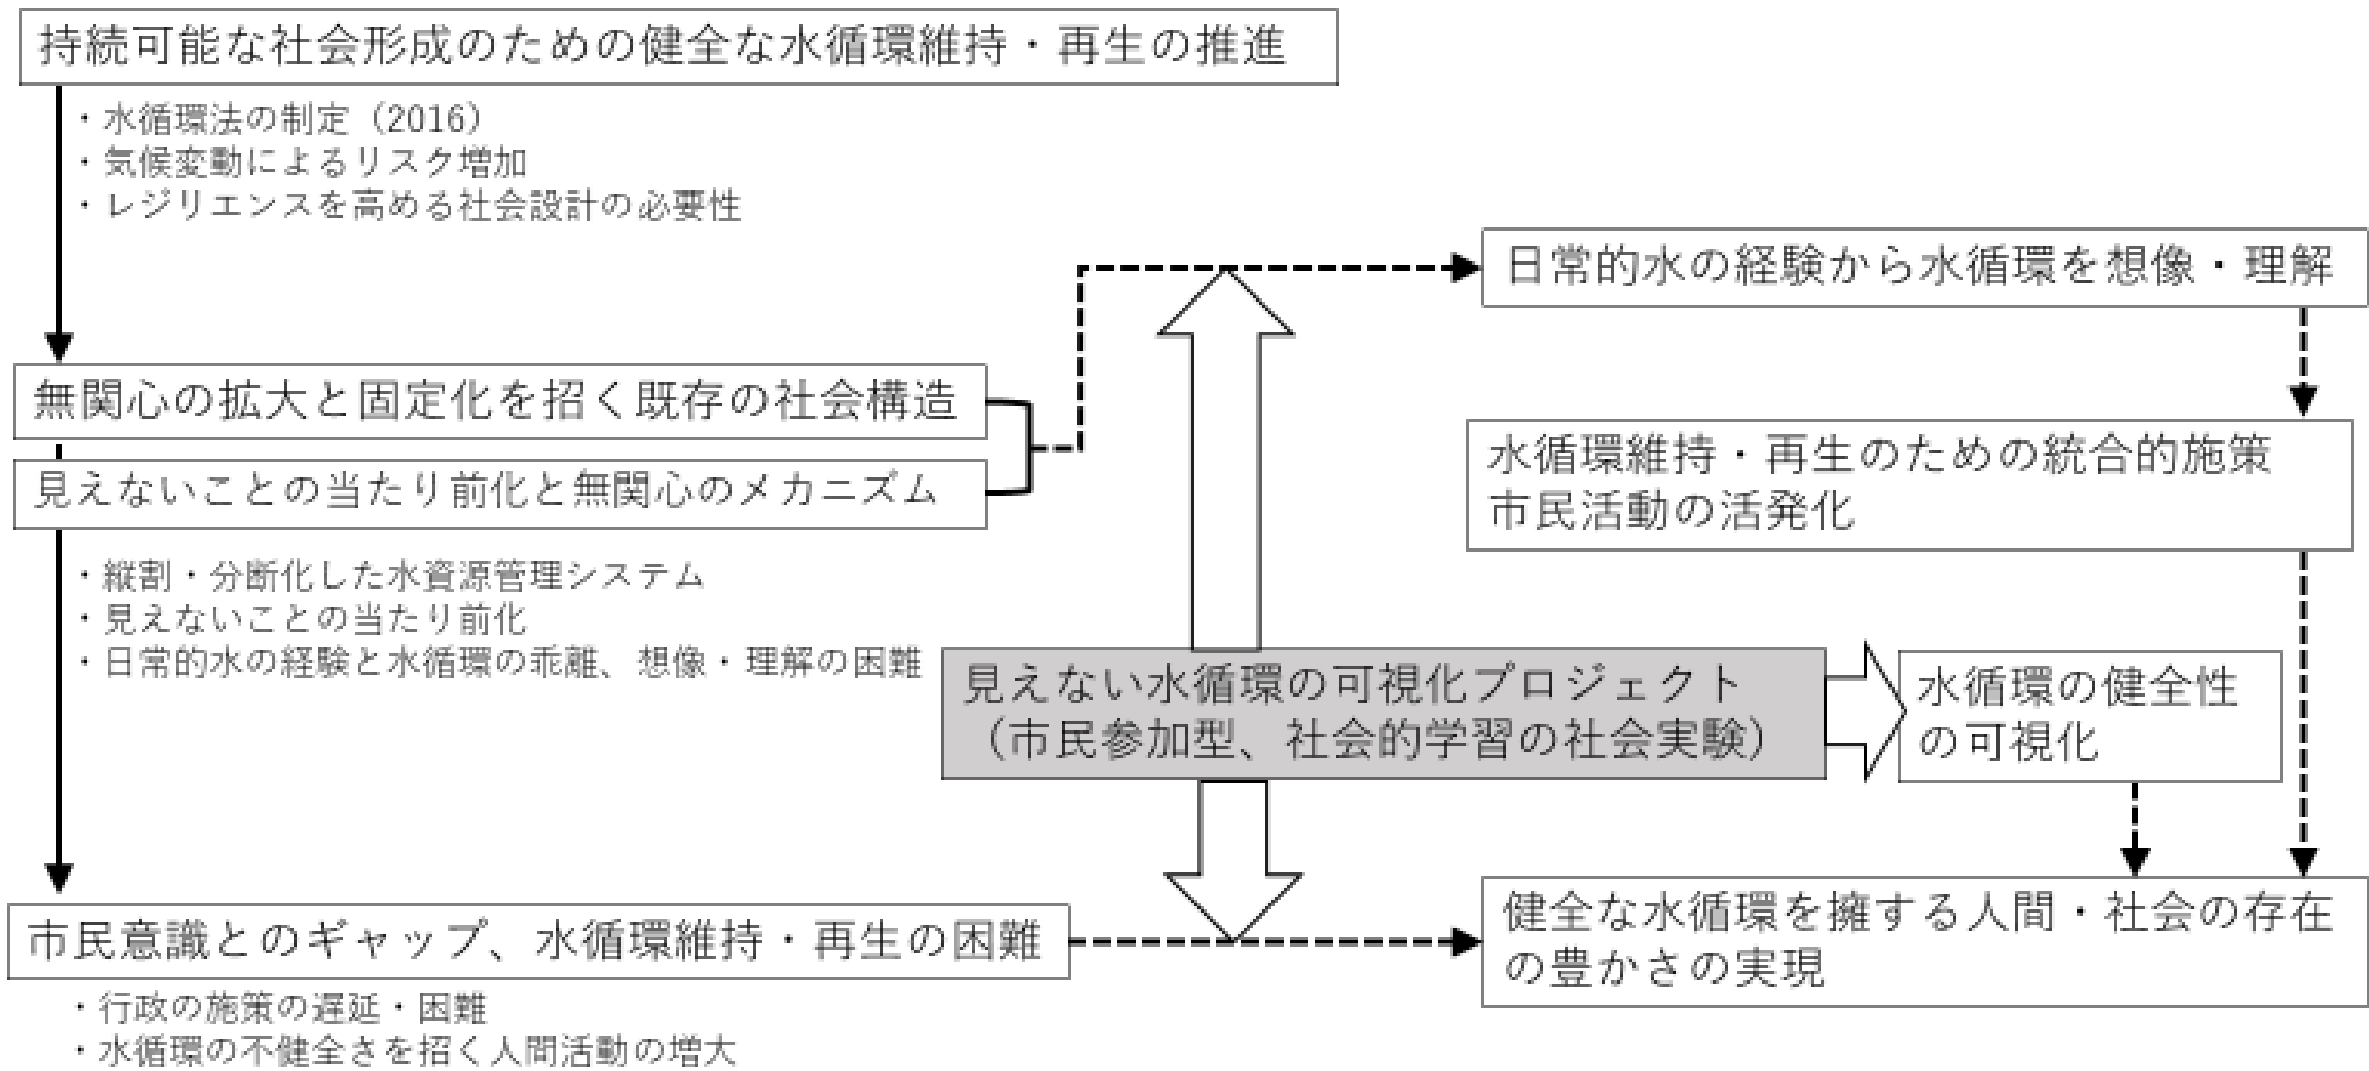 持続可能な社会形成のための健全な水循環維持・再生の推進
・水循環法の制定（2016）
・気候変動によるリスク増加
・レジリエンスを高める社会設計の必要性
無関心の拡大と固定化を招く既存の社会構造
見えないことの当たり前化と無関心のメカニズム
・縦割・分断化した水資源管理システム
・見えないことの当たり前化
・日常的水の経験と水循環の乖離、想像・理解の困難
市民意識とのギャップ、水循環維持・再生の困難
・行政の施策の遅延・困難
・水循環の不健全さを招く人間活動の増大
見えない水循環の可視化プロジェクト
（市民参加型、社会的学習の社会実験）
日常的水の経験から水循環を想像・理解
水循環維持・再生のための統合的施策
市民活動の活発化
水循環の健全性
の可視化
健全な水循環を擁する人間・社会の存在
の豊かさの実現